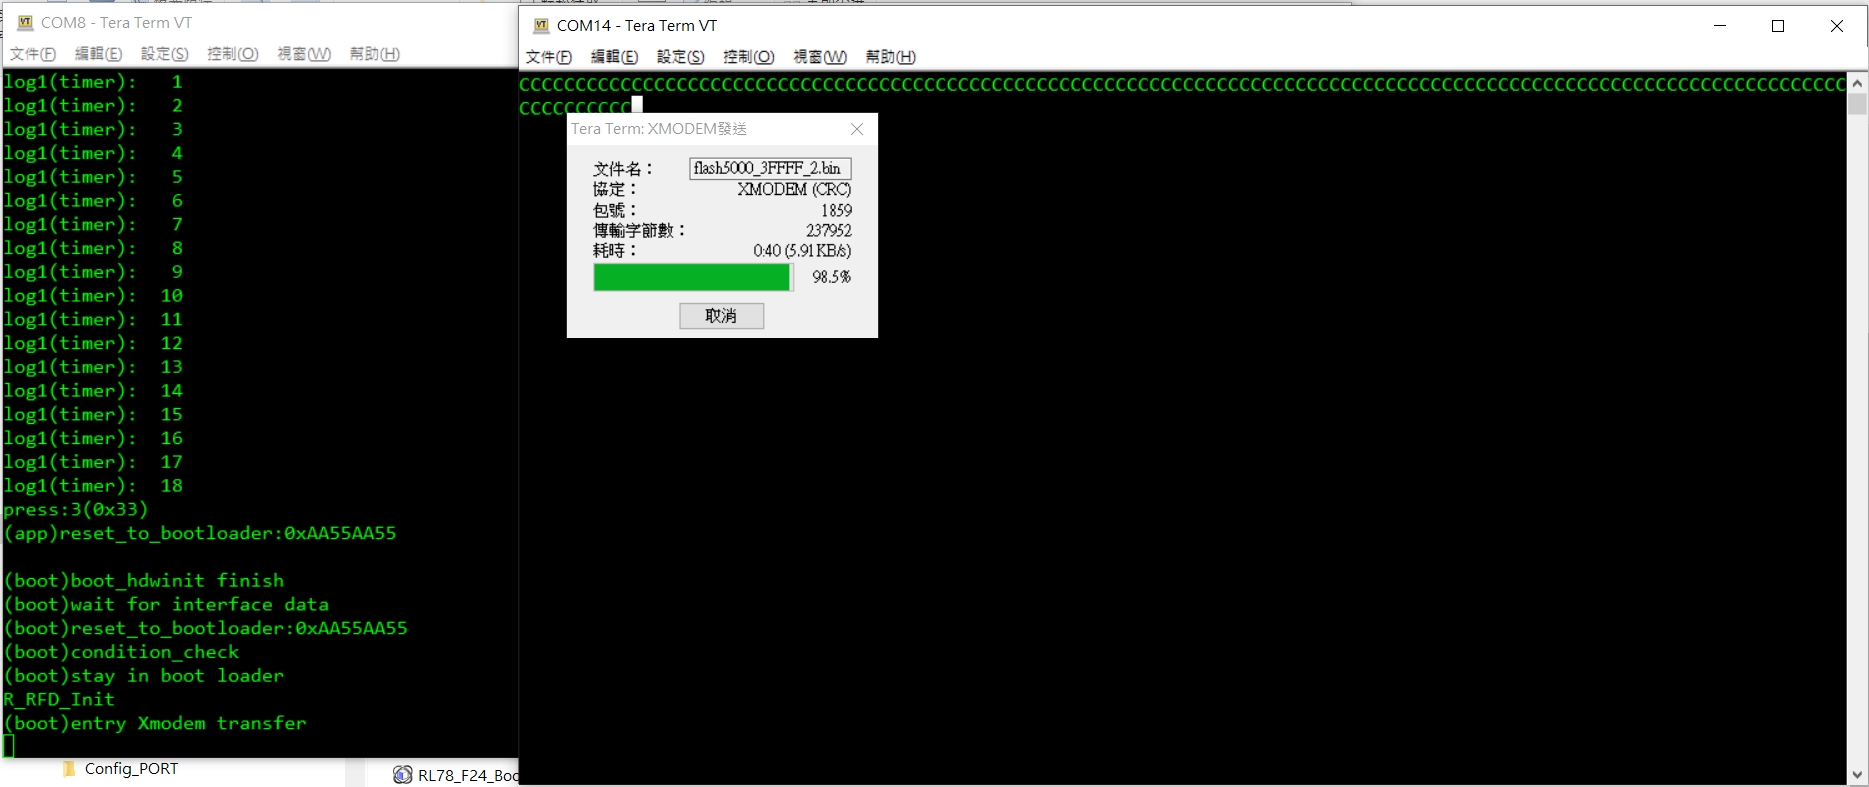 COM8 - Tera Term VT
文件(F) 編輯(E) 設定(S) 控制(O) 視窗(W) 幫助(H)
log1(timer): 1
log1(timer): 2
log1(timer): 3
log1(timer): 4
log1(timer): 5
log1(timer): 6
log1(timer): 7
log1(timer): 8
log1(timer): 9
log1(timer): 10
log1(timer): 11
log1(timer): 12
log1(timer): 13
log1(timer): 14
log1(timer): 15
log1(timer): 16
log1(timer): 17
log1(timer): 18
press:3(0x33)
(app)reset_to_bootloader:0xAA55AA55
(boot)boot_hdwinit finish
(boot)wait for interface data
(boot)reset_to_bootloader:0xAA55AA55
(boot)condition_check
(boot)stay in boot loader
R_RFD_Init
(boot)entry Xmodem transfer
Config_PORT
RL78_F24_Boo
COM14 - Tera Term VT
文件(F) 編輯(E) 設定(S) 控制(O) 視窗(W) 幫助(H)
CCCCCCCCCCCCCCCCCCCCCCCCCCCCCCCCCCCCCCCCCCCCCCCCCCCCCCCCCCCCCCCCCCCCCCCCCCCCCCCCCCCCCCCCCCCCCCCCCCCCCCCCCCCCCCCCCCCCCC
CCCCCCCCCC
Tera Term: XMODEM發送
文件名： flash5000_3FFFF_2.bin
協定： XMODEM (CRC)
包號： 1859
傳輸字節數： 237952
耗時： 0:40 (5.91KB/s)
98.5%
取消